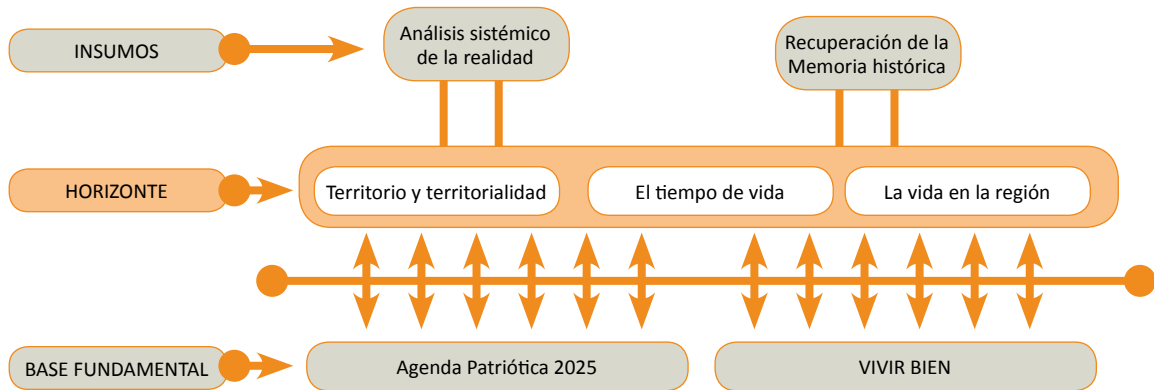 INSUMOS
Análisis sistémico
de la realidad
Recuperación de la
Memoria histórica
HORIZONTE
Territorio y territorialidad
El tiempo de vida
La vida en la región
BASE FUNDAMENTAL
Agenda Patriótica 2025
VIVIR BIEN